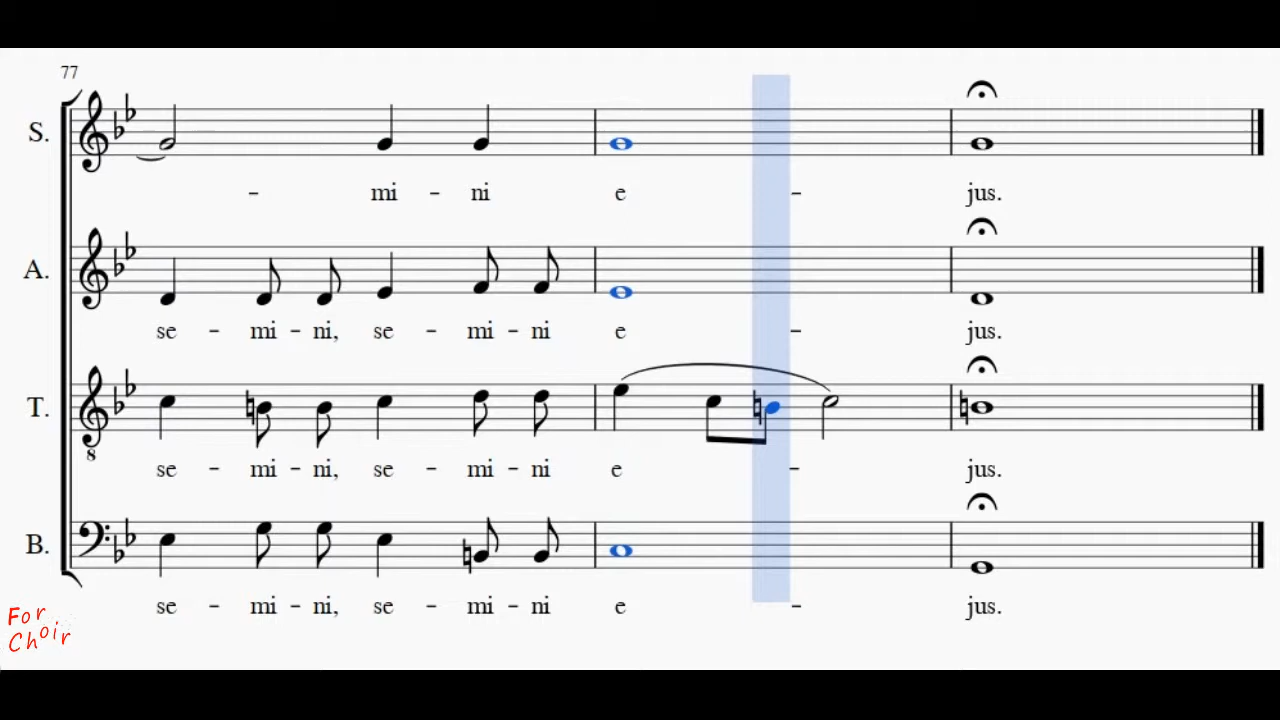 77
S.
- mi - ni e - jus.
A.
se - mi - ni, se - mi - ni e - jus.
T.
8
se - mi - ni, se - mi - ni e - jus.
B.
se - mi - ni, se - mi - ni e - jus.
For
Choir